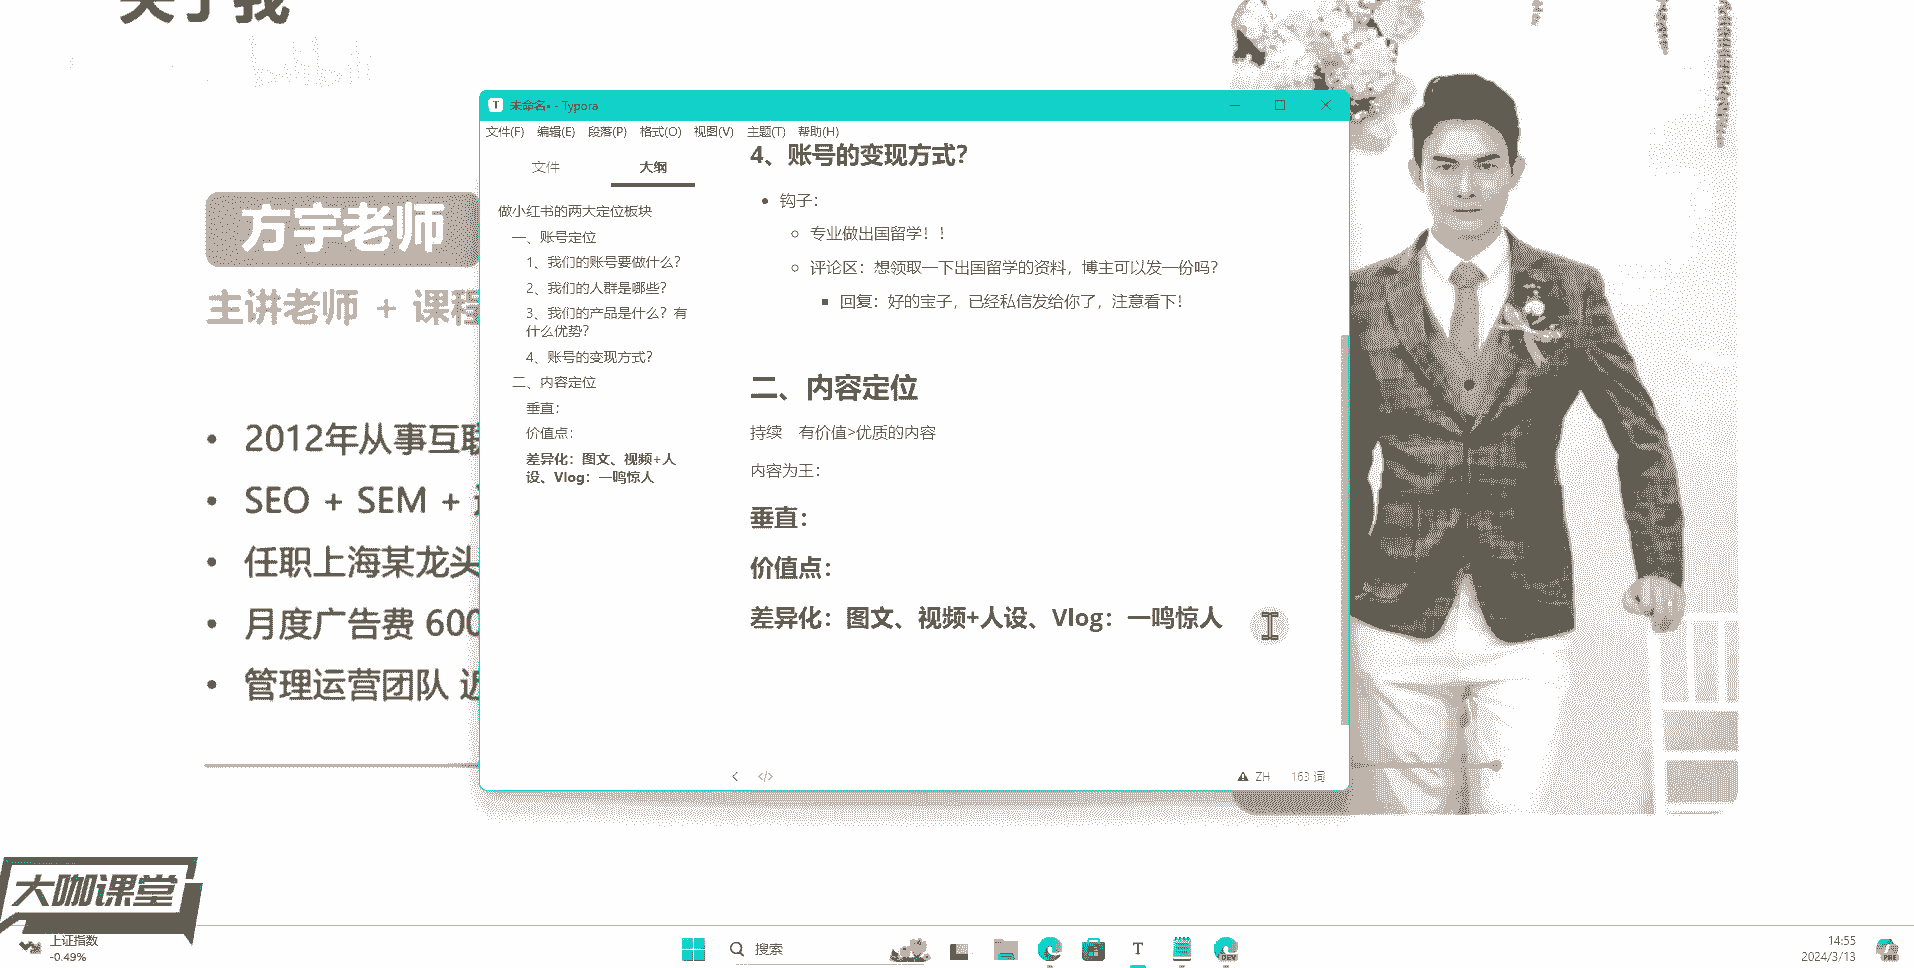 关于我
方宇老师
主讲老师 + 课程
2012年从事互联
SEO + SEM +
任职上海某龙头
月度广告费 600
管理运营团队 近
未命名• - Typora
文件(F) 编辑(E) 段落(P) 格式(O) 视图(V) 主题(T) 帮助(H)
文件 大纲
做小红书的两大定位板块
一、账号定位
1、我们的账号要做什么？
2、我们的人群是哪些？
3、我们的产品是什么？有
什么优势？
4、账号的变现方式？
二、内容定位
垂直：
价值点：
差异化：图文、视频+人
设、Vlog：一鸣惊人
4、账号的变现方式？
钩子：
专业做出国留学！！
评论区：想领取一下出国留学的资料，博主可以发一份吗？
回复：好的宝子，已经私信发给你了，注意看下！
二、内容定位
持续 有价值>优质的内容
内容为王：
垂直：
价值点：
差异化：图文、视频+人设、Vlog：一鸣惊人
ZH 163 词
大咖课堂
上证指数
-0.49%
搜索
DEV
14:55
2024/3/13
PRE